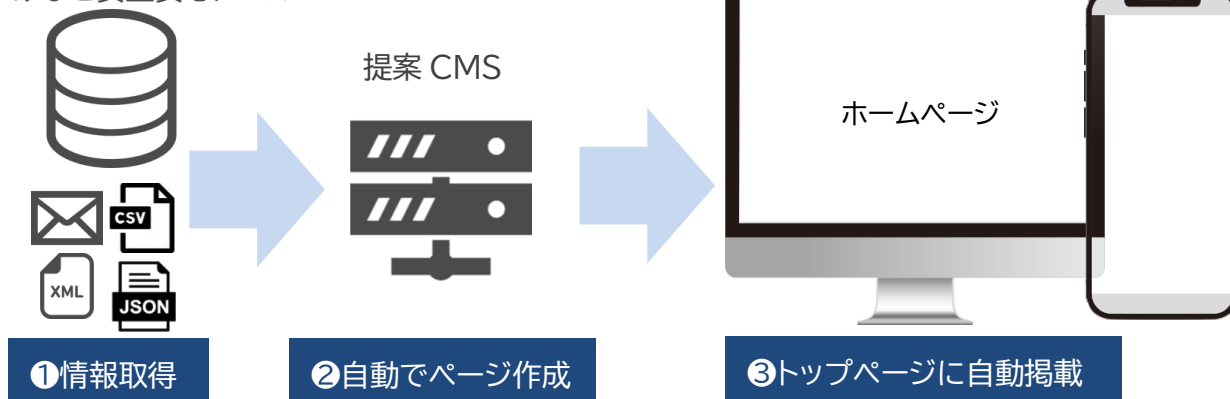 提案 CMS
ホームページ
CSV
XML
JSON
❶情報取得
❷自動でページ作成
❸トップページに自動掲載